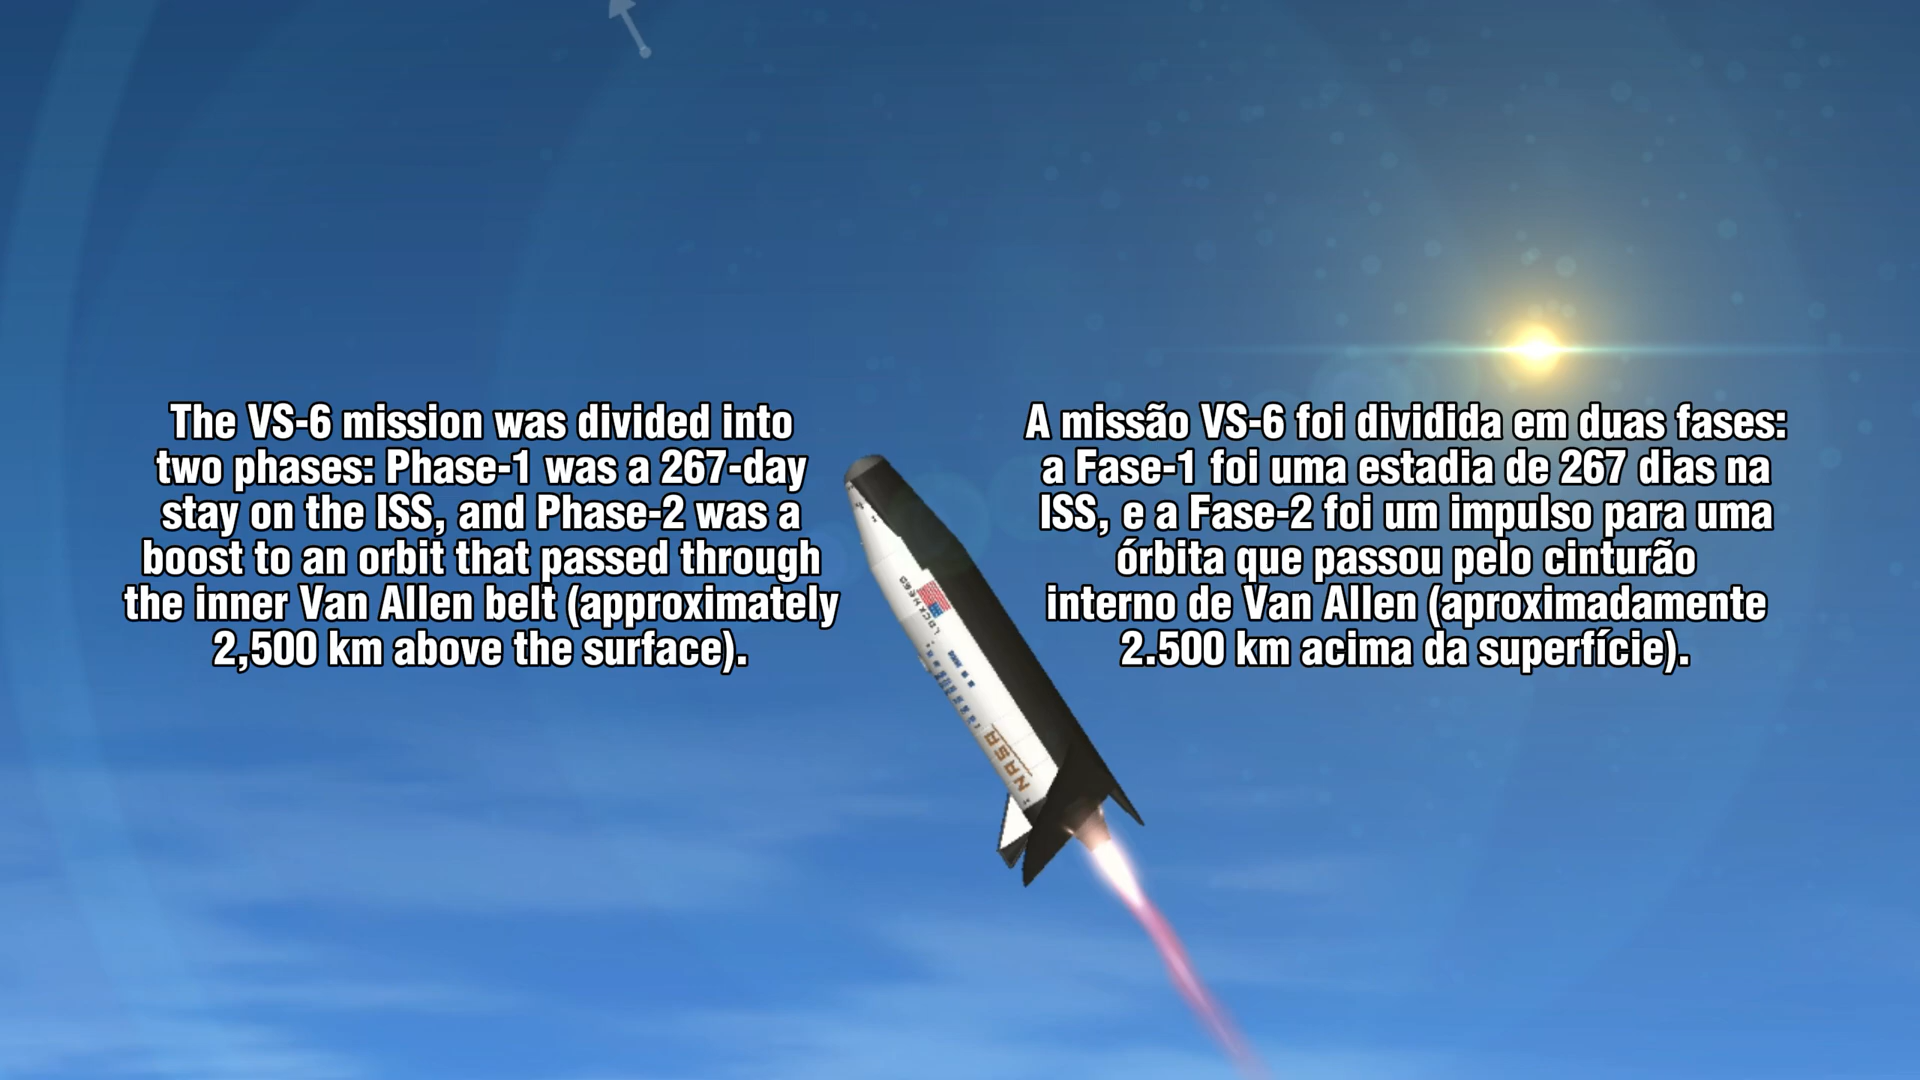 The VS-6 mission was divided into
two phases: Phase-1 was a 267-day
stay on the ISS, and Phase-2 was a
boost to an orbit that passed through
the inner Van Allen belt (approximately
2,500 km above the surface).
A missão VS-6 foi dividida em duas fases:
a Fase-1 foi uma estadia de 267 dias na
ISS, e a Fase-2 foi um impulso para uma
órbita que passou pelo cinturão
interno de Van Allen (aproximadamente
2.500 km acima da superfície).
NASA